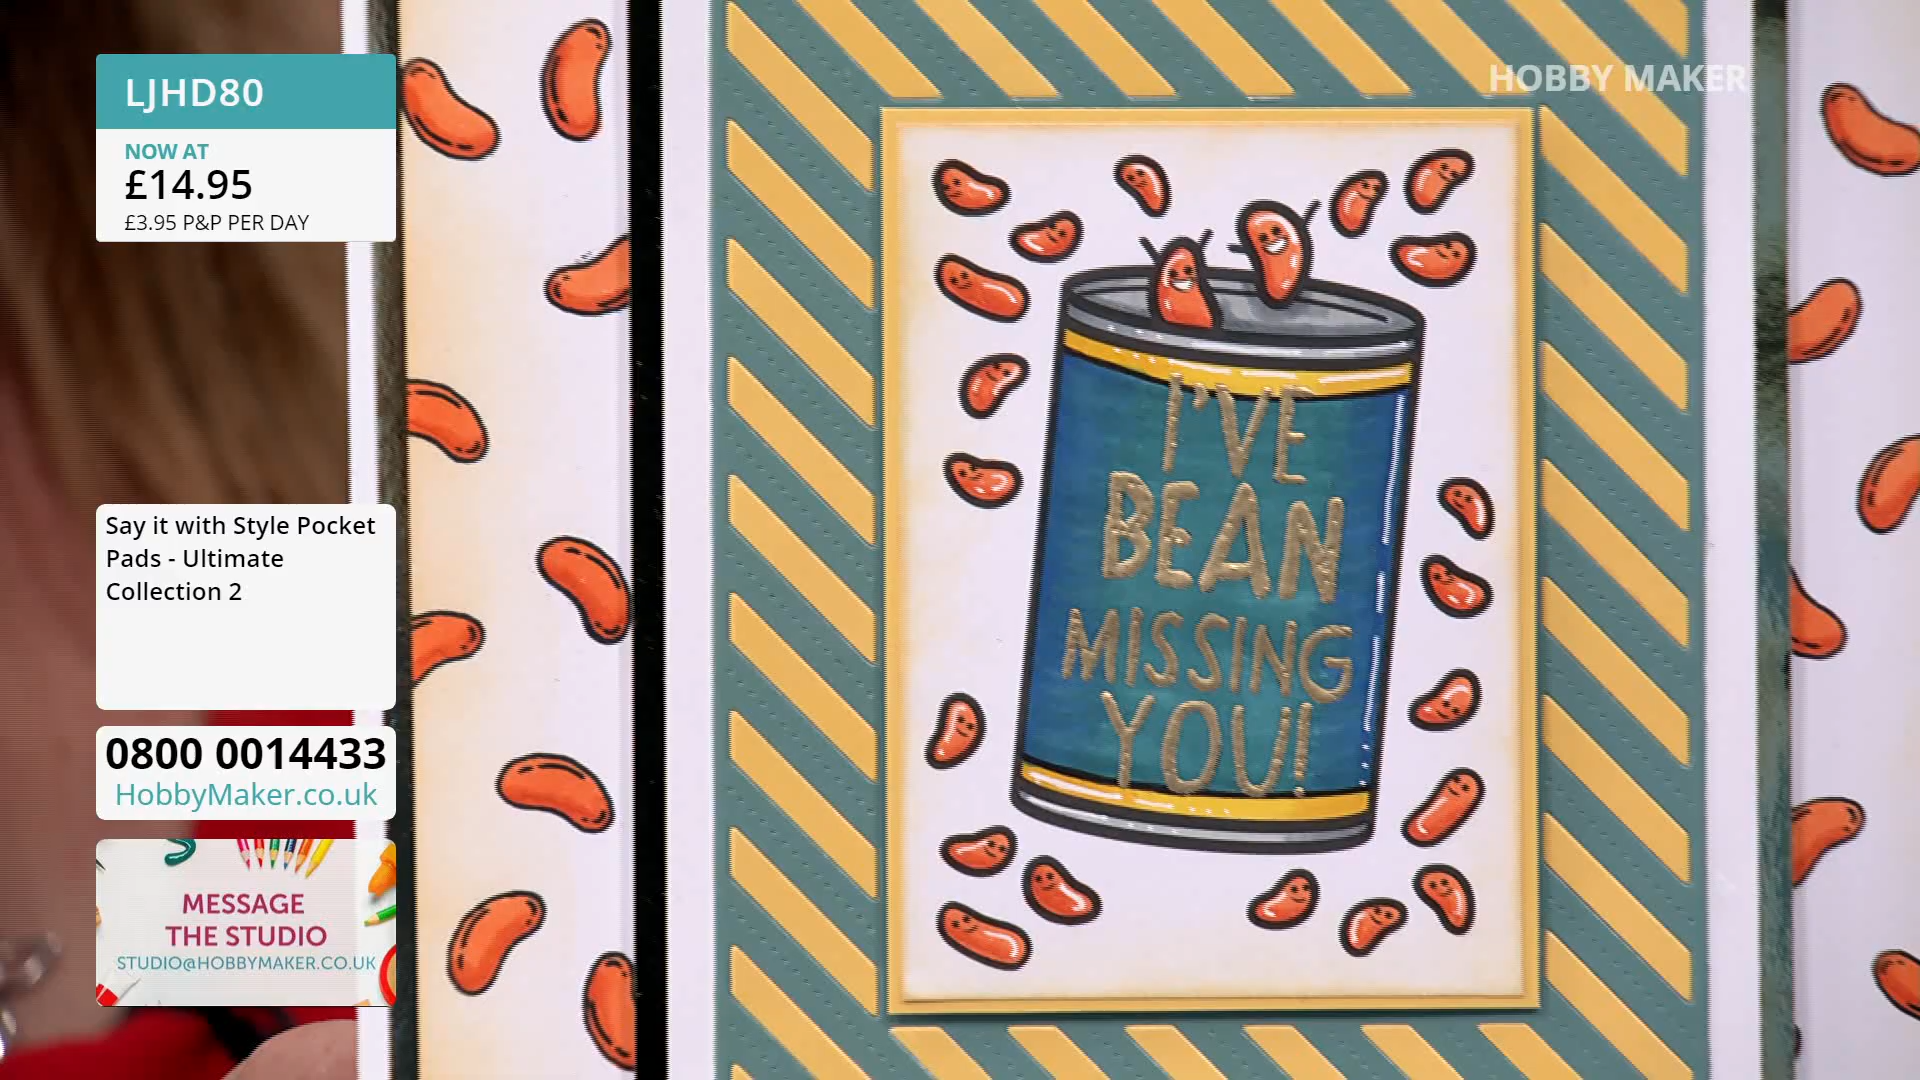 LJHD80
NOW AT
£14.95
£3.95 P&P PER DAY
Say it with Style Pocket
Pads - Ultimate
Collection 2
0800 0014433
HobbyMaker.co.uk
MESSAGE
THE STUDIO
STUDIO@HOBBYMAKER.CO.UK
HOBBY MAKER
I'VE
BEAN
MISSING
YOU!